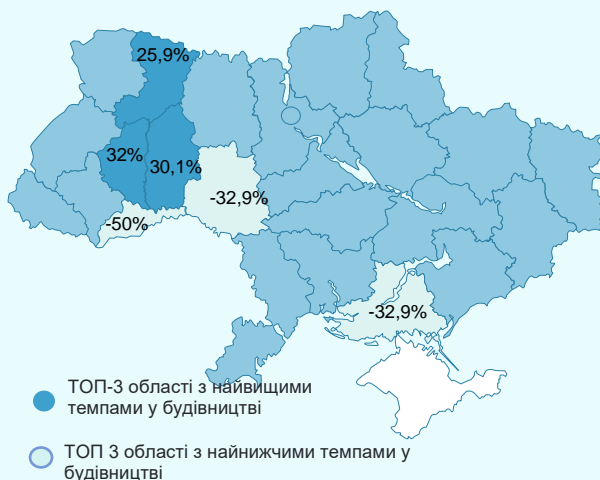 25,9%
32%
30,1%
-32,9%
-50%
-32,9%
ТОП-3 області з найвищими
темпами у будівництві
ТОП 3 області з найнижчими темпами у
будівництві